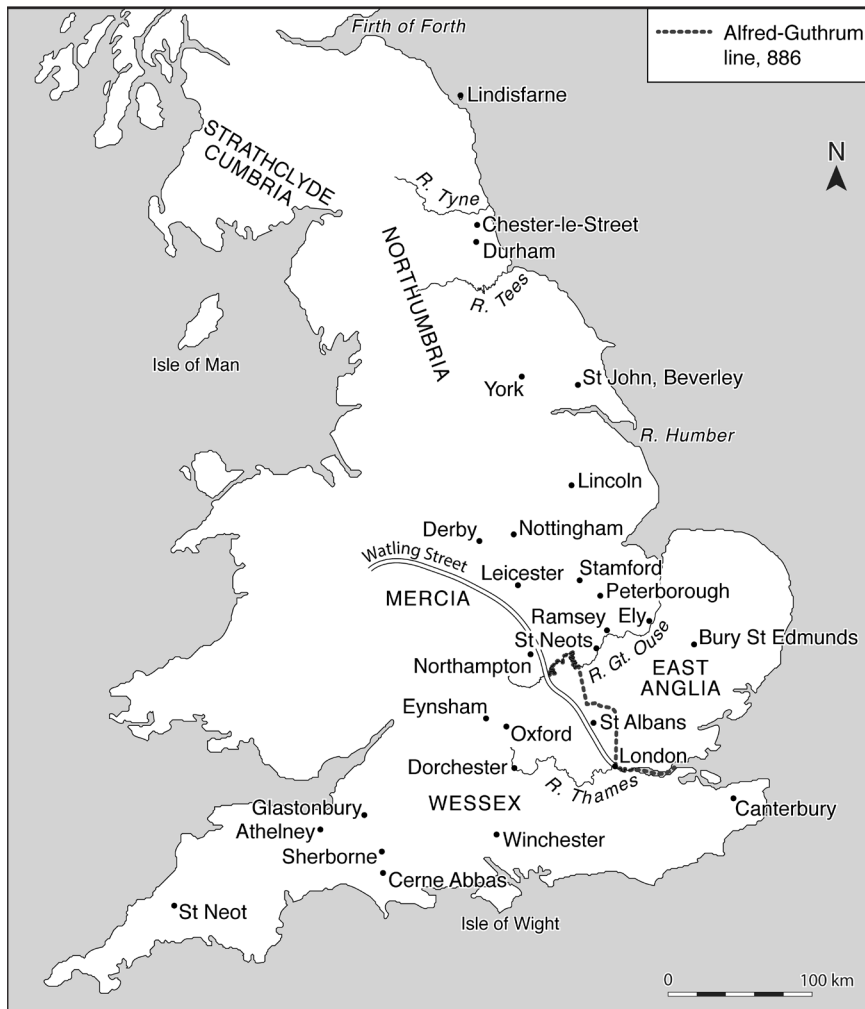 Firth of Forth
Alfred-Guthrum
line, 886
Lindisfarne
STRATHCLYDE
CUMBRIA
N
R. Tyne
Chester-le-Street
Durham
NORTHUMBRIA
R. Tees
Isle of Man
York
St John, Beverley
R. Humber
Lincoln
Derby
Nottingham
Watling Street
Leicester
Stamford
MERCIA
Peterborough
Ramsey
Ely
St Neots
Bury St Edmunds
Northampton
R. Gt. Ouse
EAST
ANGLIA
Eynsham
Oxford
St Albans
London
Dorchester
R. Thames
WESSEX
Canterbury
Glastonbury
Athelney
Winchester
Sherborne
Cerne Abbas
St Neot
Isle of Wight
0
100 km